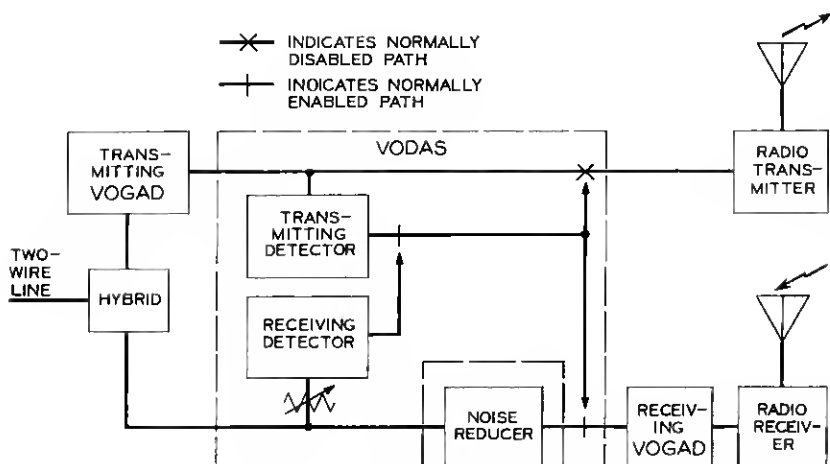 INDICATES NORMALLY
DISABLED PATH
INOICATES NORMALLY
ENABLED PATH
VODAS
TRANS-
MITTING
VOGAD
RADIO
TRANS-
MITTER
TRANS-
MITTING
DETECTOR
TWO-
WIRE
LINE
HYBRID
RECEIVING
DETECTOR
NOISE
REDUCER
RECEIV-
ING
VOGAD
RADIO
RECEIV-
ER